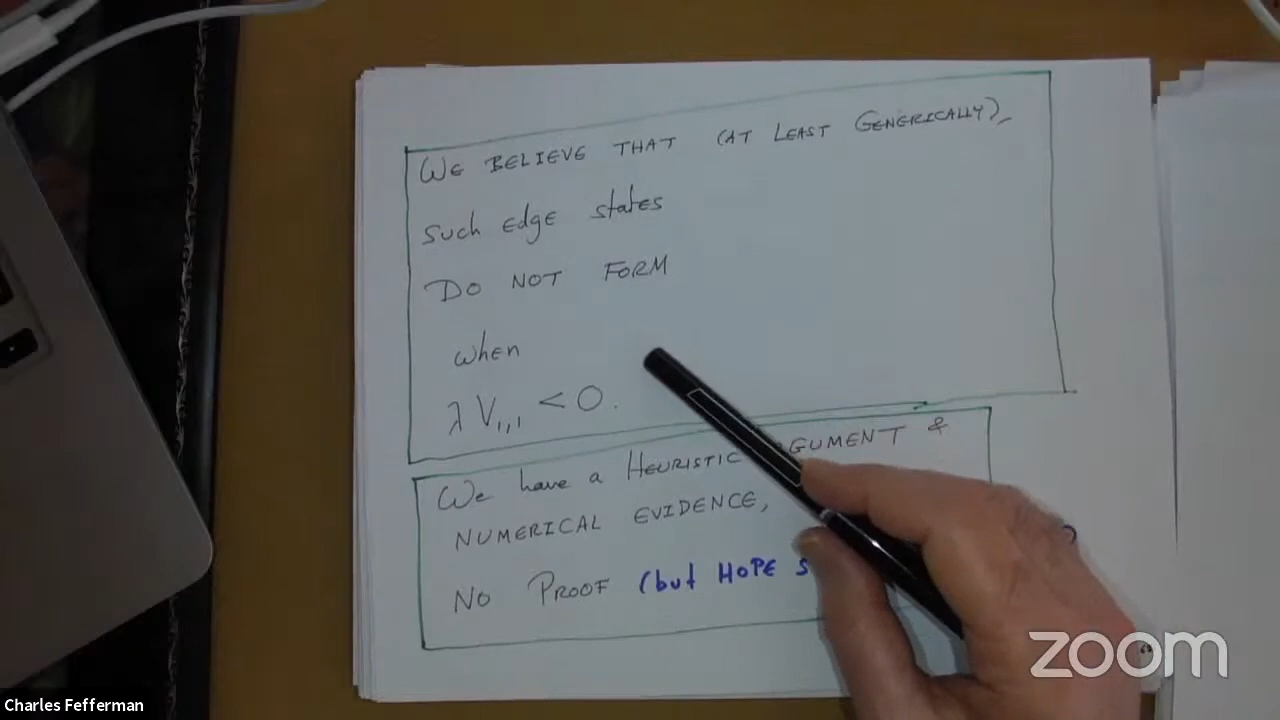 WE BELIEVE THAT (AT LEAST GENERICALLY),
such edge states
DO NOT FORM
when
λ V₁,₁ < 0.
We have a HEURISTIC &
NUMERICAL EVIDENCE,
NO PROOF (but HOPE
zoom
Charles Fefferman